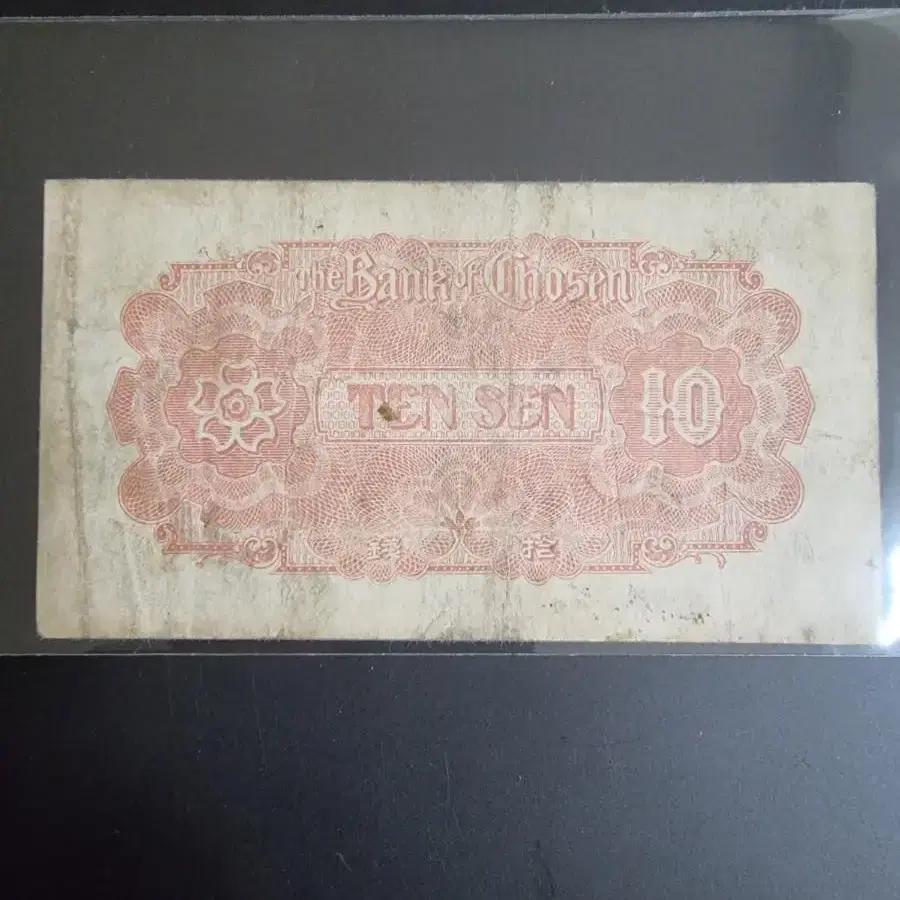 The Bank of Chosen
TEN SEN
10
錢 拾